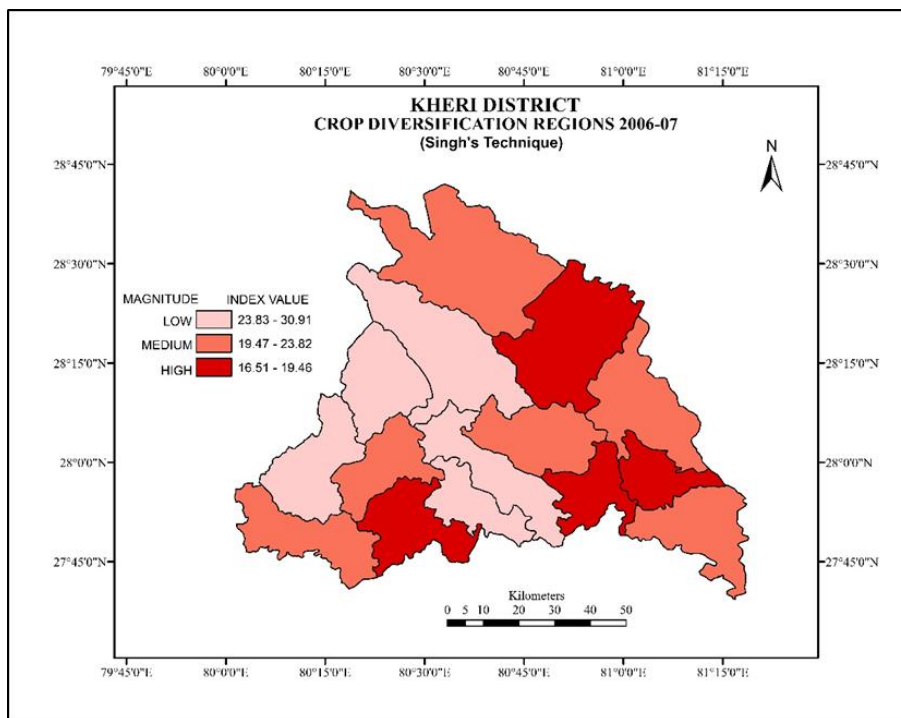 79°45'0"E 80°0'0"E 80°15'0"E 80°30'0"E 80°45'0"E 81°0'0"E 81°15'0"E
KHERI DISTRICT
CROP DIVERSIFICATION REGIONS 2006-07
(Singh's Technique)
N
28°45'0"N 28°45'0"N
28°30'0"N 28°30'0"N
MAGNITUDE INDEX VALUE
LOW 23.83 - 30.91
MEDIUM 19.47 - 23.82
HIGH 16.51 - 19.46
28°15'0"N 28°15'0"N
28°0'0"N 28°0'0"N
27°45'0"N 27°45'0"N
Kilometers
0 5 10 20 30 40 50
79°45'0"E 80°0'0"E 80°15'0"E 80°30'0"E 80°45'0"E 81°0'0"E 81°15'0"E